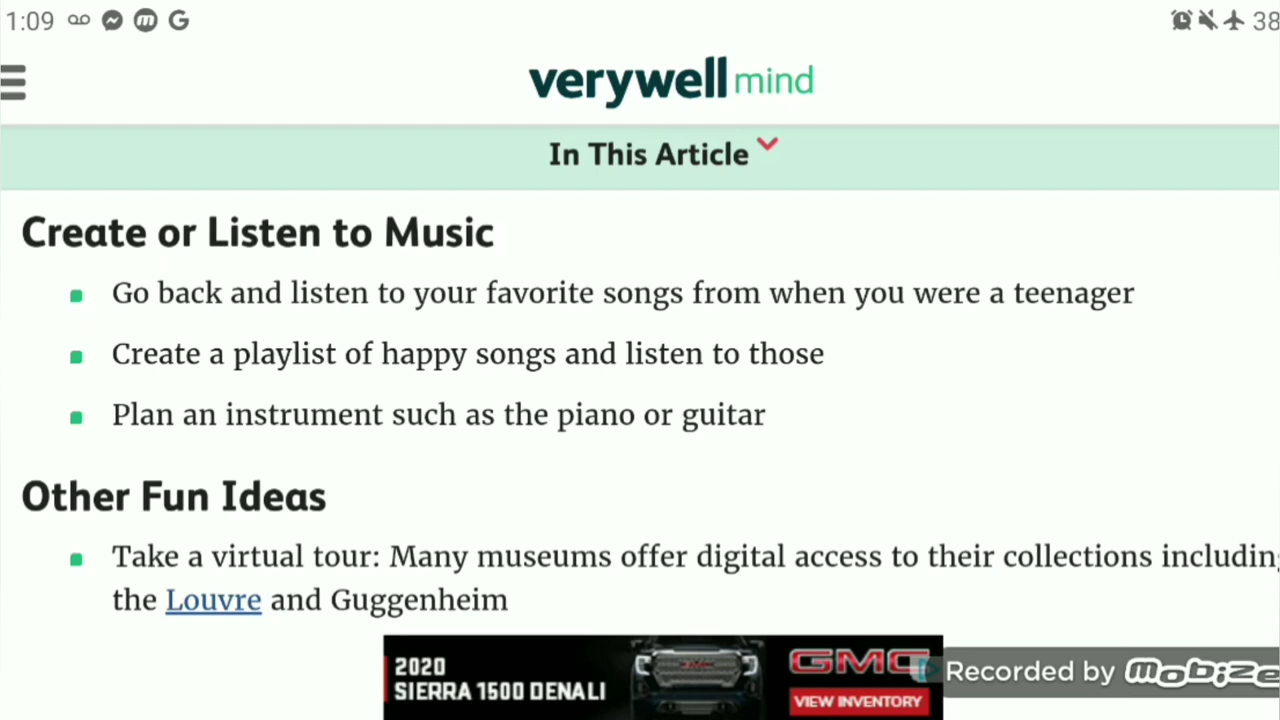 1:09 38
verywell mind
In This Article
Create or Listen to Music
Go back and listen to your favorite songs from when you were a teenager
Create a playlist of happy songs and listen to those
Plan an instrument such as the piano or guitar
Other Fun Ideas
Take a virtual tour: Many museums offer digital access to their collections includin
the Louvre and Guggenheim
2020
SIERRA 1500 DENALI
GMC
VIEW INVENTORY
Recorded by mobize